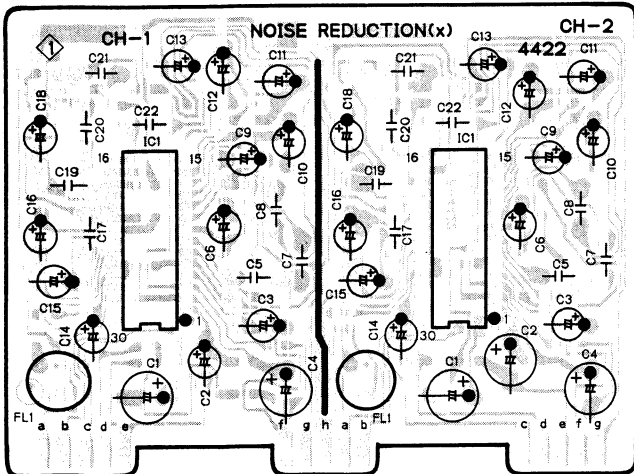 NOISE REDUCTION(x)
1 CH-1
CH-2
4422
C13
C21
C12
C11
C18
C20
C22
IC1
16
15
C9
C10
C19
C16
C17
C8
C6
C7
C5
C15
C14
30
1
C3
C2
C1
C4
FL1
C13
C21
C12
C11
C18
C20
C22
IC1
16
15
C9
C10
C19
C16
C17
C8
C6
C7
C5
C15
C14
30
1
C3
C2
C1
C4
FL1
a b c d e f g h a b c d e f g